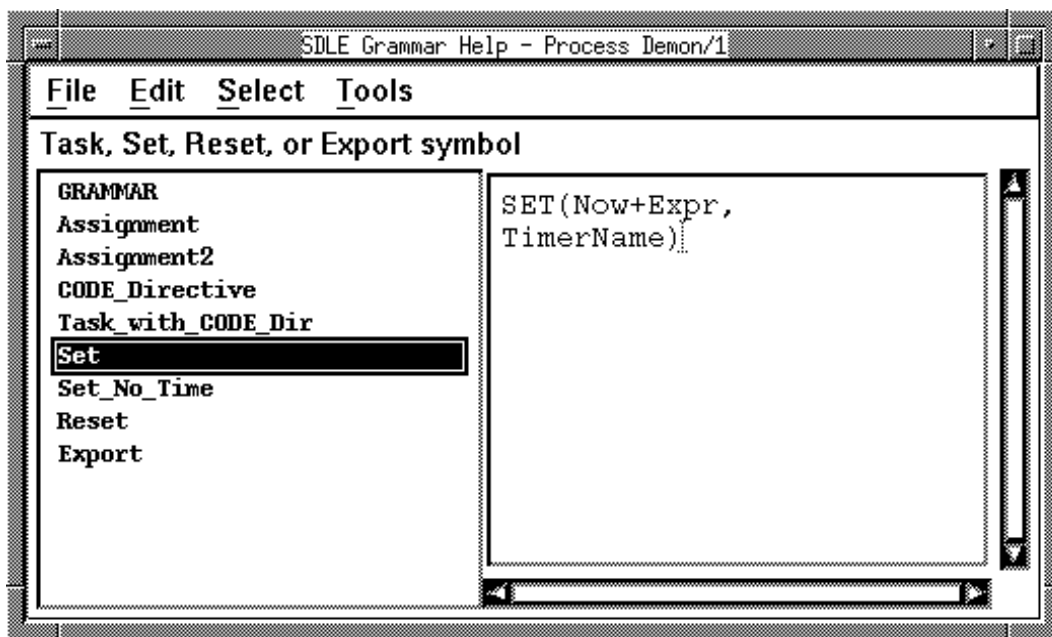 SDLE Grammar Help - Process Demon/1
File Edit Select Tools
Task, Set, Reset, or Export symbol
GRAMMAR
Assignment
Assignment2
CODE_Directive
Task_with_CODE_Dir
Set
Set_No_Time
Reset
Export
SET(Now+Expr,
TimerName)